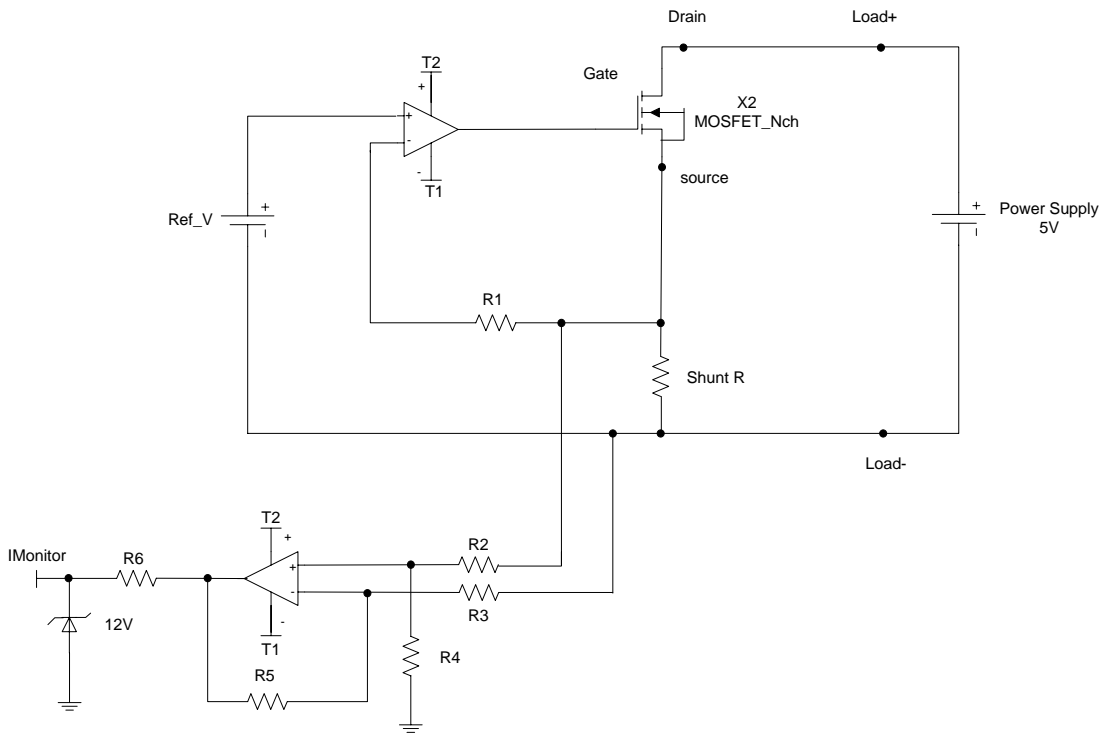 Drain
Load+
T2
+
Gate
X2
MOSFET_Nch
+
-
-
T1
source
Ref_V
+
-
Power Supply
5V
+
-
R1
Shunt R
Load-
T2
+
IMonitor
R6
R2
+
-
R3
12V
-
T1
R4
R5